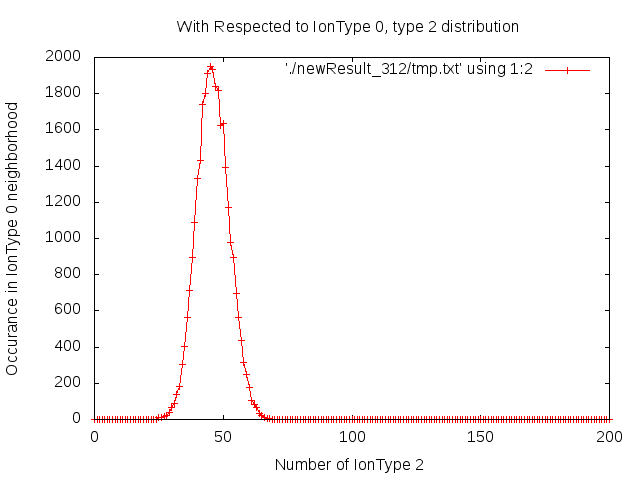 With Respected to IonType 0, type 2 distribution
'./newResult_312/tmp.txt' using 1:2
Occurance in IonType 0 neighborhood
2000
1800
1600
1400
1200
1000
800
600
400
200
0
0 50 100 150 200
Number of IonType 2